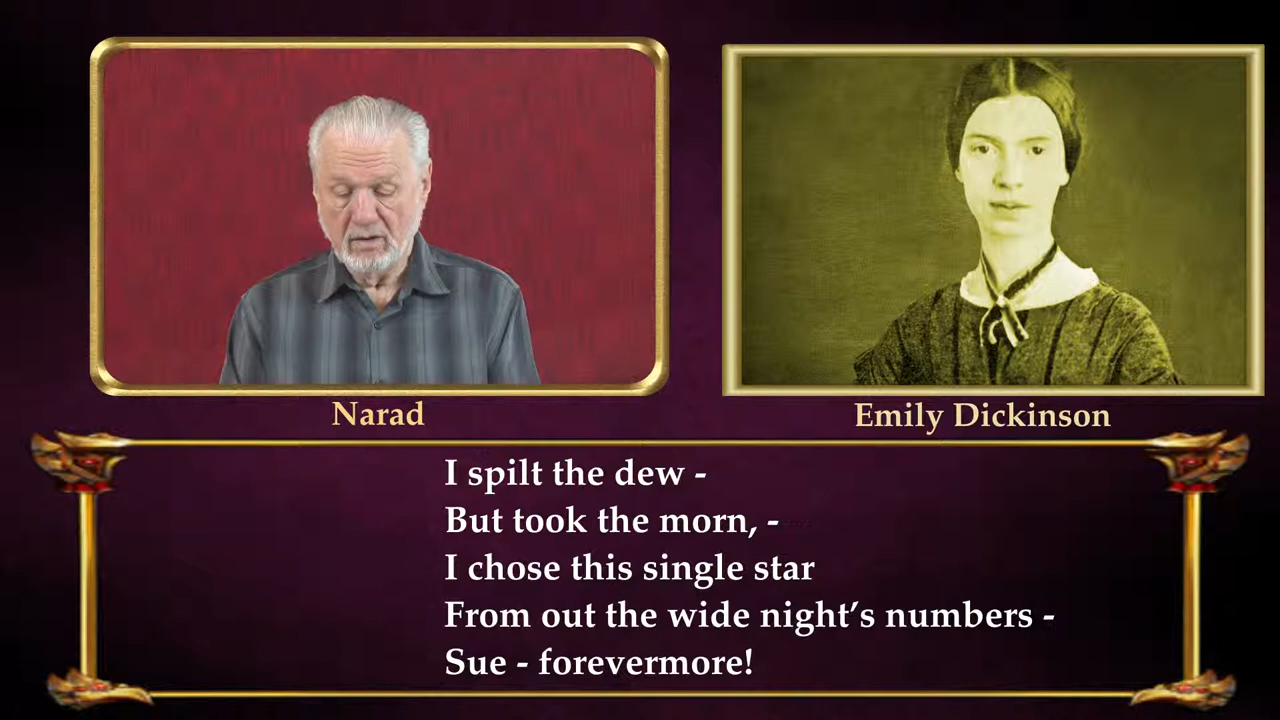 Narad
Emily Dickinson
I spilt the dew -
But took the morn, -
I chose this single star
From out the wide night’s numbers -
Sue - forevermore!